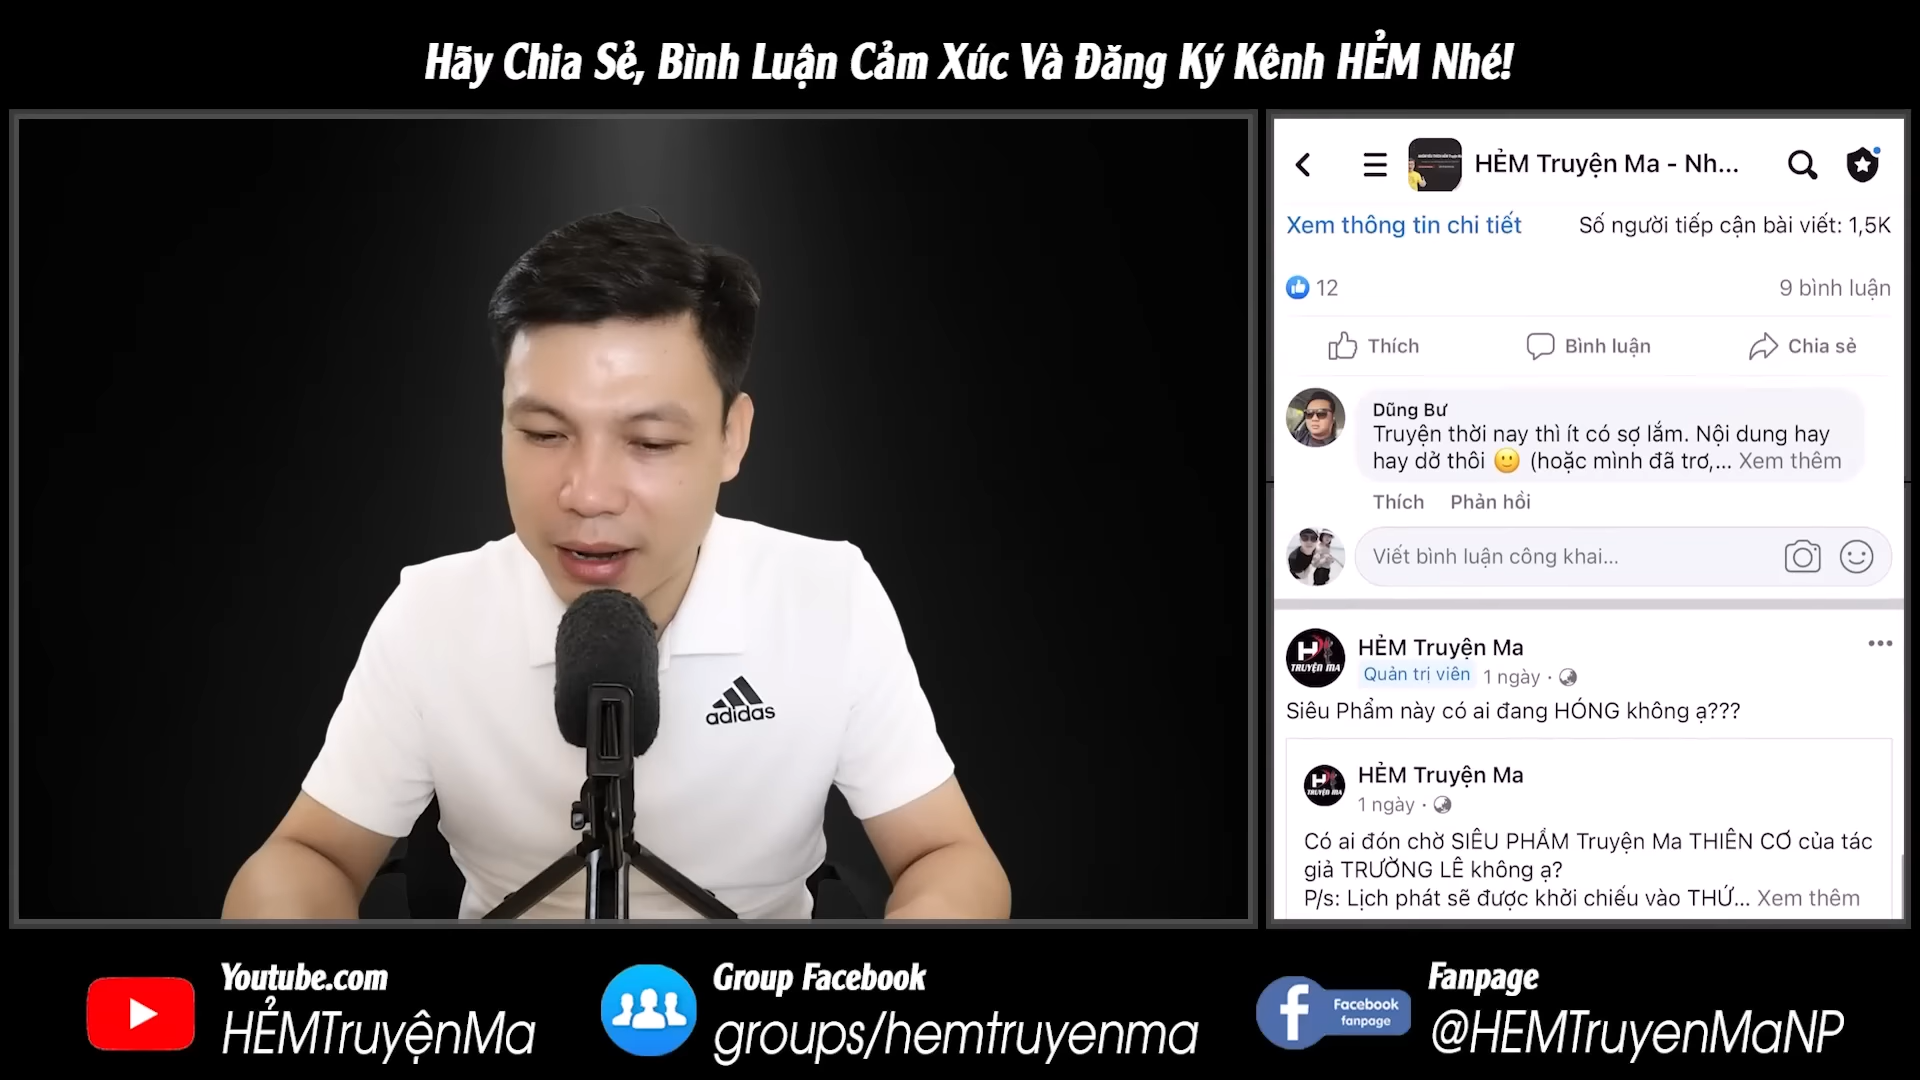 Hãy Chia Sẻ, Bình Luận Cảm Xúc Và Đăng Ký Kênh HẺM Nhé!
adidas
HẺM Truyện Ma - Nh...
Xem thông tin chi tiết
Số người tiếp cận bài viết: 1,5K
12
9 bình luận
Thích
Bình luận
Chia sẻ
Dũng Bư
Truyện thời nay thì ít có sợ lắm. Nội dung hay
hay dở thôi 🙂 (hoặc mình đã trơ,... Xem thêm
Thích Phản hồi
Viết bình luận công khai...
H
TRUYỆN MA
HẺM Truyện Ma
Quản trị viên 1 ngày ·
Siêu Phẩm này có ai đang HÓNG không ạ???
H
TRUYỆN MA
HẺM Truyện Ma
1 ngày ·
Có ai đón chờ SIÊU PHẨM Truyện Ma THIÊN CƠ của tác
giả TRƯỜNG LÊ không ạ?
P/s: Lịch phát sẽ được khởi chiếu vào THỨ... Xem thêm
Youtube.com
HẺMTruyệnMa
Group Facebook
groups/hemtruyenma
Facebook
fanpage
Fanpage
@HEMTruyenMaNP